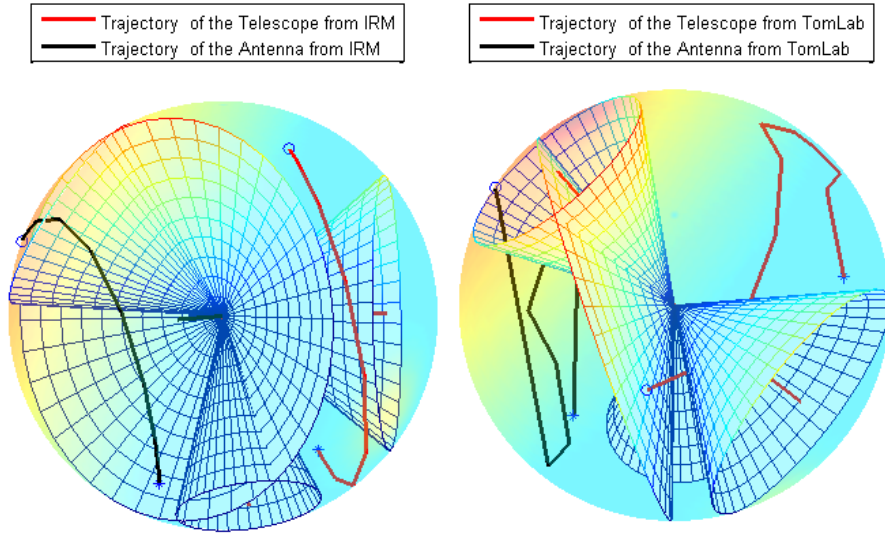 Trajectory of the Telescope from IRM
Trajectory of the Antenna from IRM
Trajectory of the Telescope from TomLab
Trajectory of the Antenna from TomLab